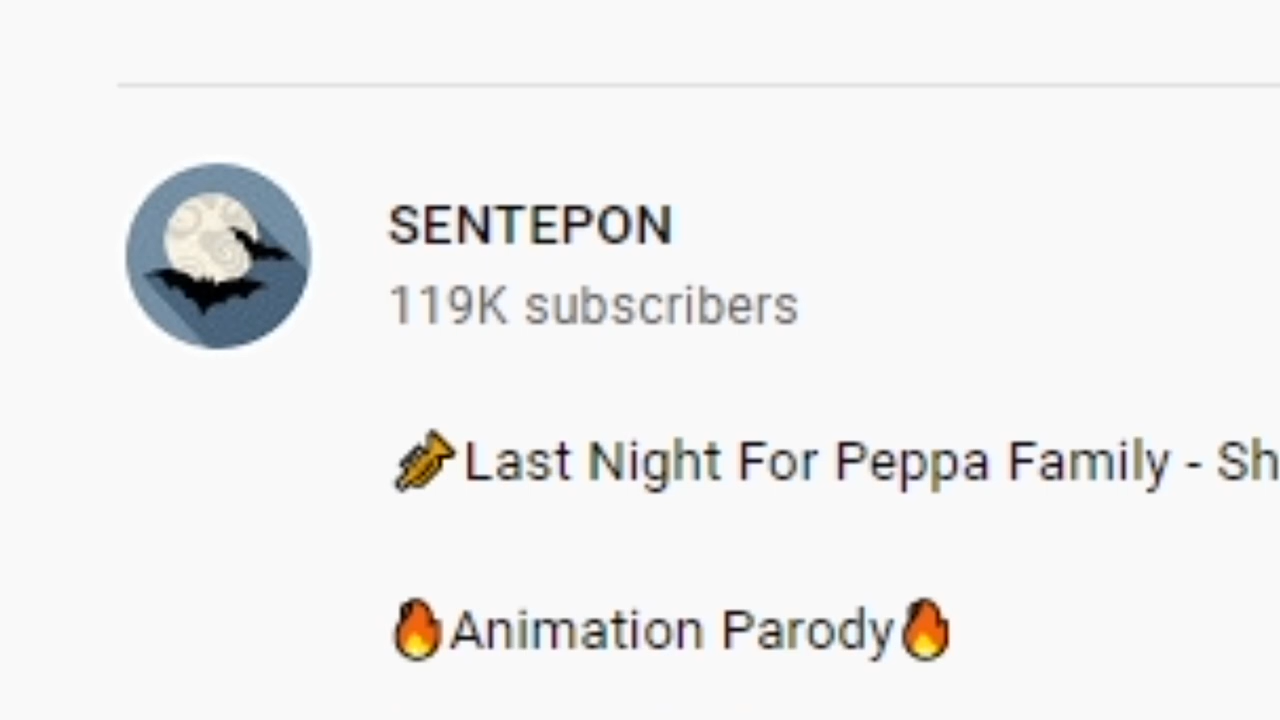 SENTEPON
119K subscribers
🎺Last Night For Peppa Family - Sh
🔥Animation Parody🔥